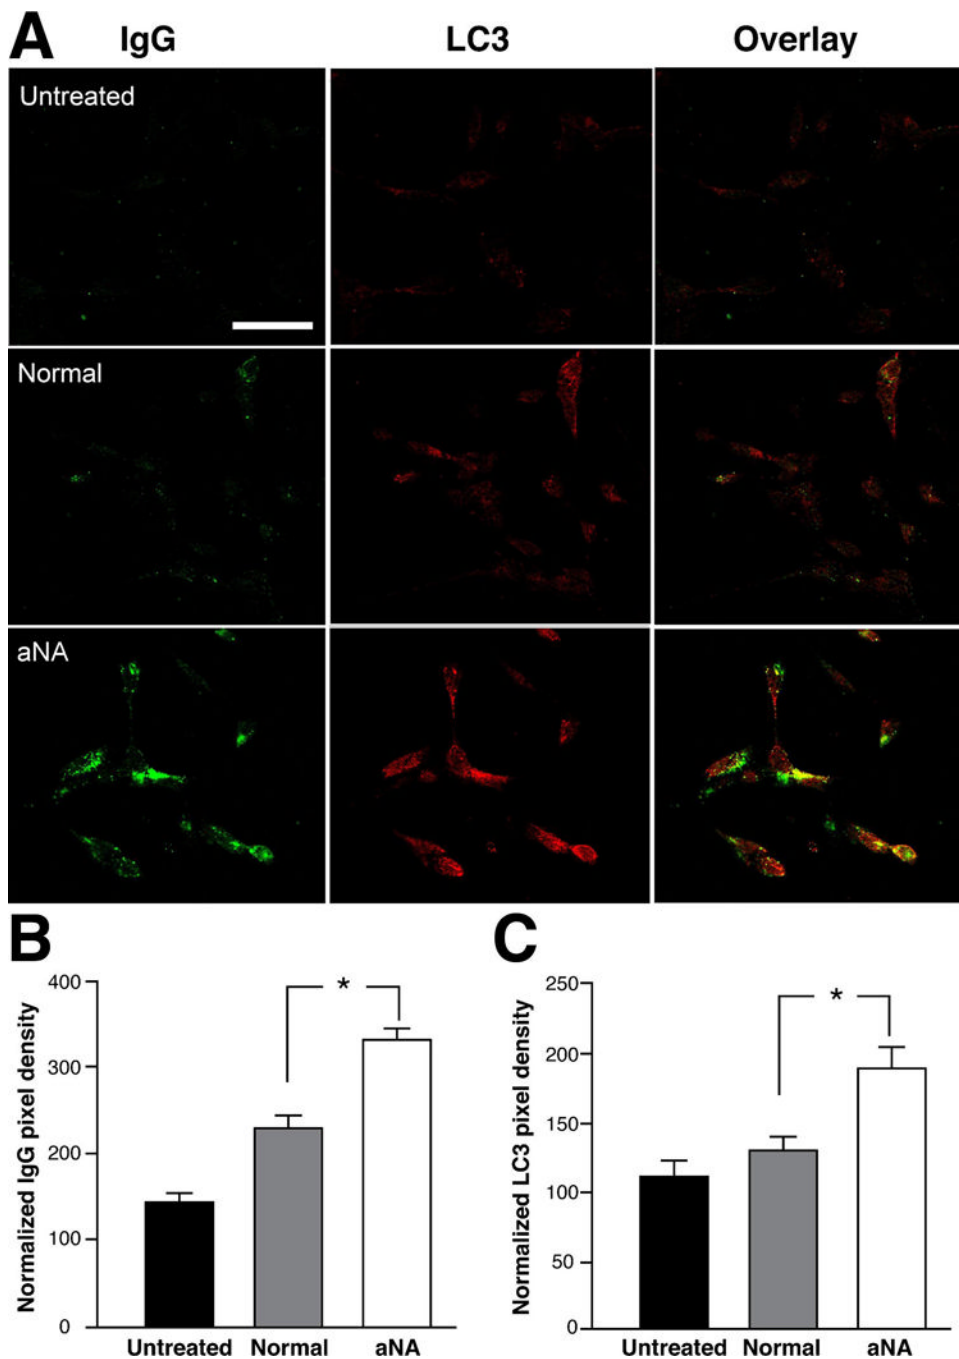 A
IgG LC3 Overlay
Untreated
Normal
aNA
B
Normalized IgG pixel density
400
300
200
100
0
*
Untreated Normal aNA
C
Normalized LC3 pixel density
250
200
150
100
50
0
*
Untreated Normal aNA